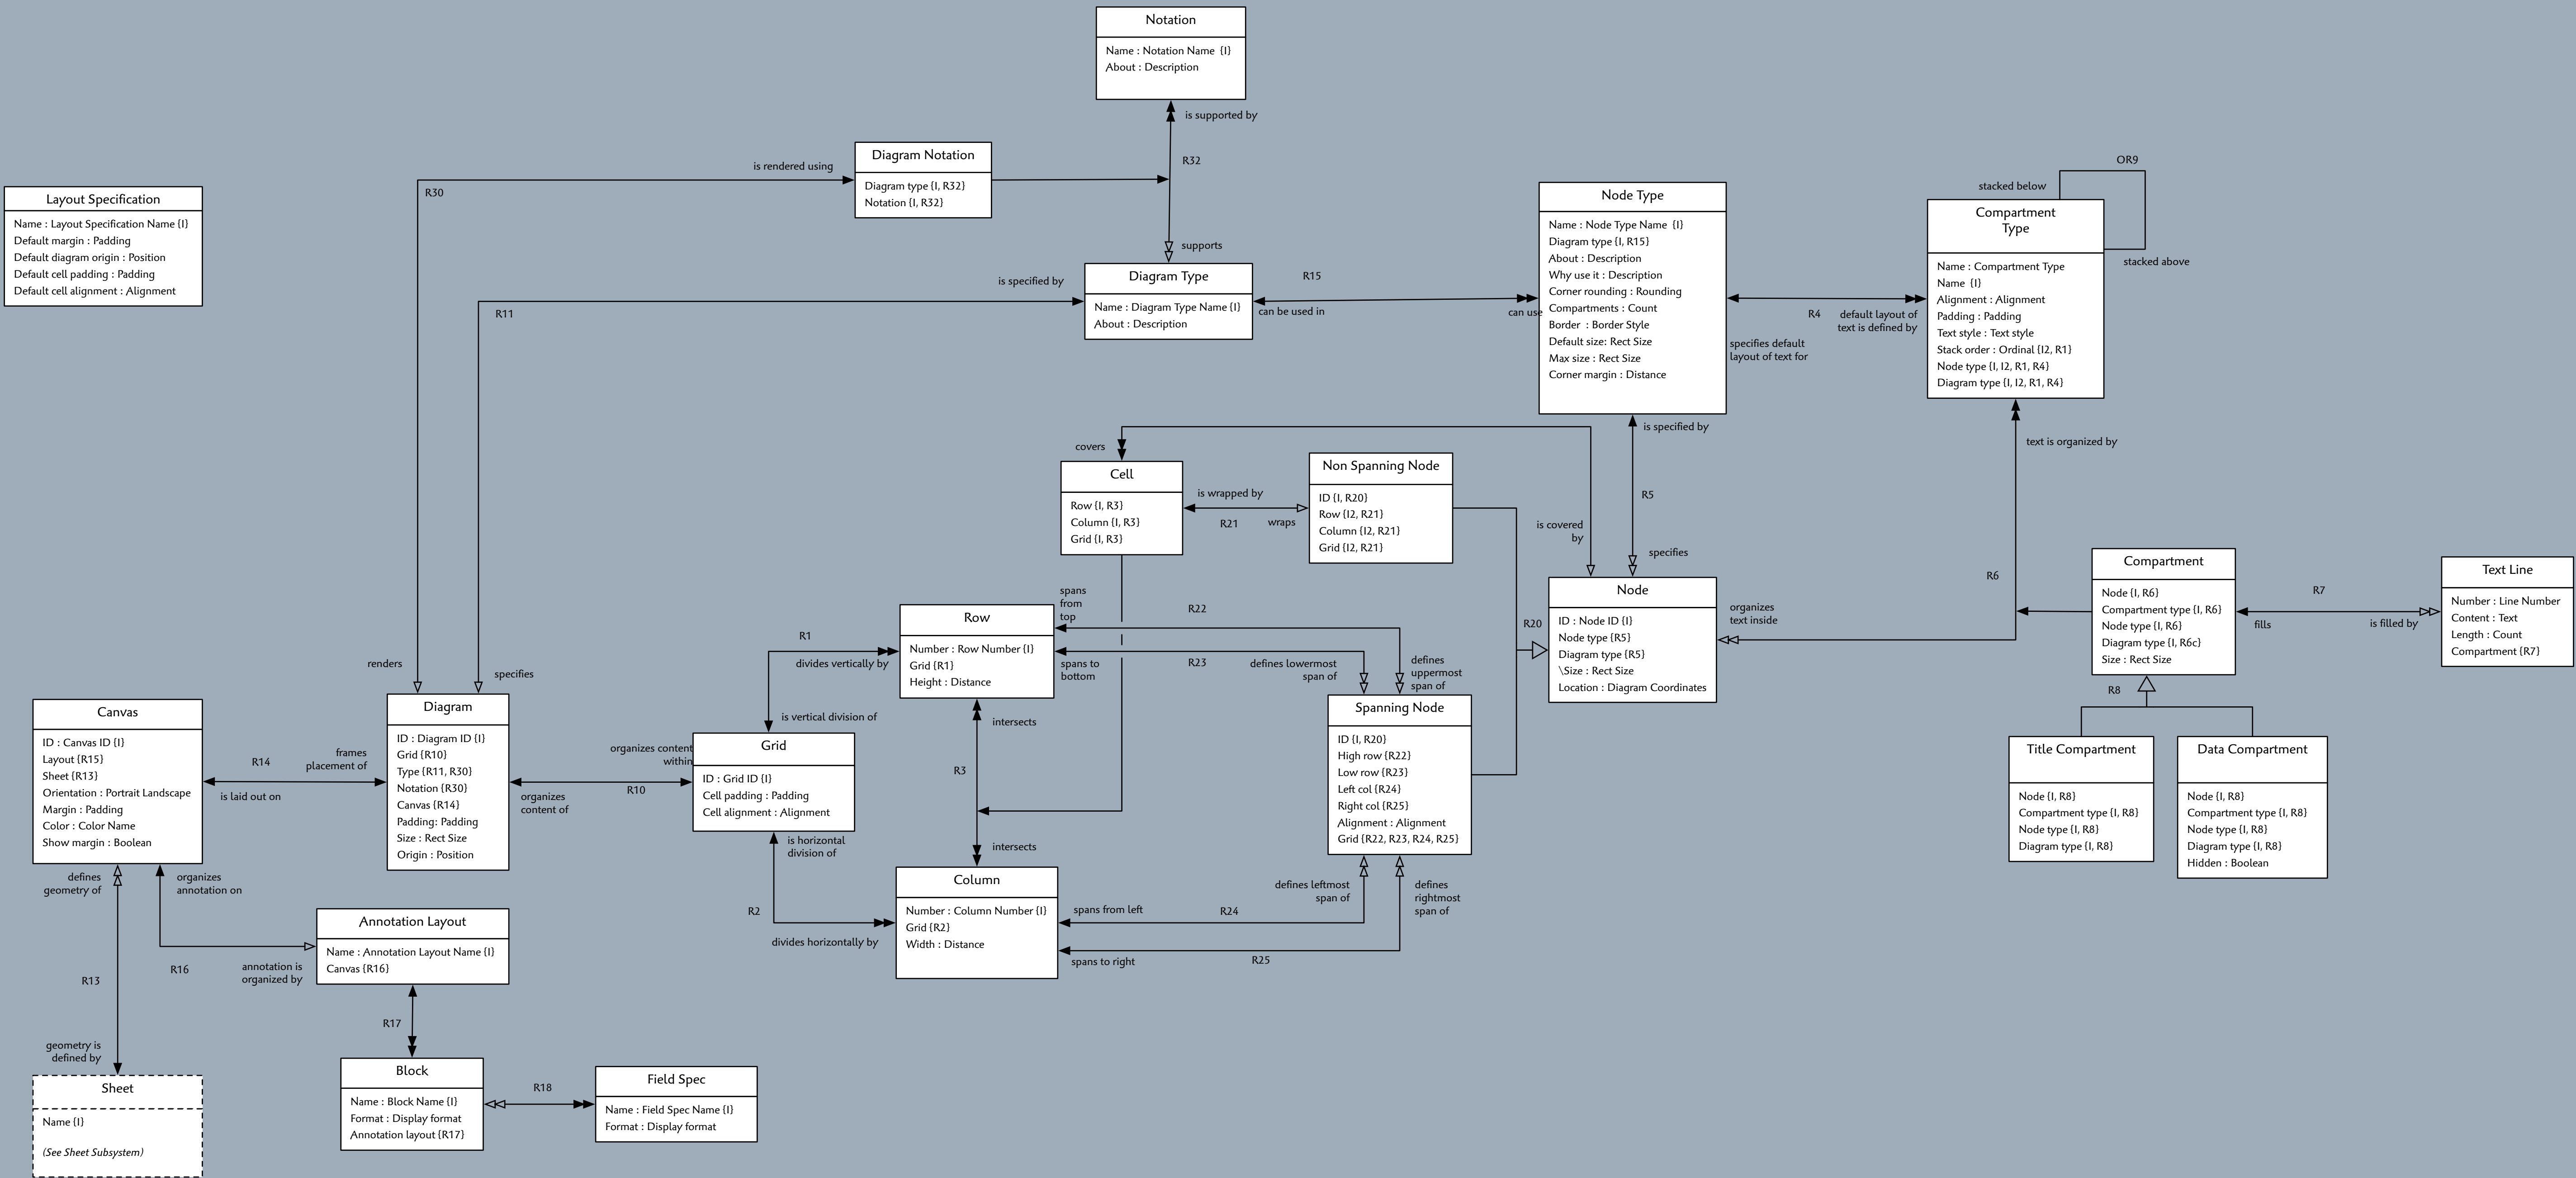 Notation
Name : Notation Name {I}
About : Description
is supported by
R32
supports
Diagram Notation
Diagram type {I, R32}
Notation {I, R32}
is rendered using
R30
renders
Layout Specification
Name : Layout Specification Name {I}
Default margin : Padding
Default diagram origin : Position
Default cell padding : Padding
Default cell alignment : Alignment
Diagram Type
Name : Diagram Type Name {I}
About : Description
is specified by
R11
specifies
R15
can be used in
can use
Node Type
Name : Node Type Name {I}
Diagram type {I, R15}
About : Description
Why use it : Description
Corner rounding : Rounding
Compartments : Count
Border : Border Style
Default size: Rect Size
Max size : Rect Size
Corner margin : Distance
R4
default layout of
text is defined by
specifies default
layout of text for
Compartment
Type
Name : Compartment Type
Name {I}
Alignment : Alignment
Padding : Padding
Text style : Text style
Stack order : Ordinal {I2, R1}
Node type {I, I2, R1, R4}
Diagram type {I, I2, R1, R4}
OR9
stacked below
stacked above
text is organized by
R6
organizes
text inside
is specified by
R5
specifies
covers
is covered
by
Cell
Row {I, R3}
Column {I, R3}
Grid {I, R3}
is wrapped by
R21
wraps
Non Spanning Node
ID {I, R20}
Row {I2, R21}
Column {I2, R21}
Grid {I2, R21}
R20
Node
ID : Node ID {I}
Node type {R5}
Diagram type {R5}
\Size : Rect Size
Location : Diagram Coordinates
Compartment
Node {I, R6}
Compartment type {I, R6}
Node type {I, R6}
Diagram type {I, R6c}
Size : Rect Size
R7
fills
is filled by
Text Line
Number : Line Number
Content : Text
Length : Count
Compartment {R7}
R8
Title Compartment
Node {I, R8}
Compartment type {I, R8}
Node type {I, R8}
Diagram type {I, R8}
Data Compartment
Node {I, R8}
Compartment type {I, R8}
Node type {I, R8}
Diagram type {I, R8}
Hidden : Boolean
Row
Number : Row Number {I}
Grid {R1}
Height : Distance
spans
from
top
R22
spans to
bottom
R23
defines lowermost
span of
defines
uppermost
span of
R1
divides vertically by
is vertical division of
intersects
R3
intersects
Spanning Node
ID {I, R20}
High row {R22}
Low row {R23}
Left col {R24}
Right col {R25}
Alignment : Alignment
Grid {R22, R23, R24, R25}
defines leftmost
span of
defines
rightmost
span of
Canvas
ID : Canvas ID {I}
Layout {R15}
Sheet {R13}
Orientation : Portrait Landscape
Margin : Padding
Color : Color Name
Show margin : Boolean
R14
frames
placement of
is laid out on
Diagram
ID : Diagram ID {I}
Grid {R10}
Type {R11, R30}
Notation {R30}
Canvas {R14}
Padding: Padding
Size : Rect Size
Origin : Position
organizes content
within
R10
organizes
content of
Grid
ID : Grid ID {I}
Cell padding : Padding
Cell alignment : Alignment
is horizontal
division of
R2
divides horizontally by
Column
Number : Column Number {I}
Grid {R2}
Width : Distance
spans from left
R24
spans to right
R25
defines
geometry of
organizes
annotation on
R13
R16
annotation is
organized by
geometry is
defined by
Annotation Layout
Name : Annotation Layout Name {I}
Canvas {R16}
R17
Sheet
Name {I}
(See Sheet Subsystem)
Block
Name : Block Name {I}
Format : Display format
Annotation layout {R17}
R18
Field Spec
Name : Field Spec Name {I}
Format : Display format